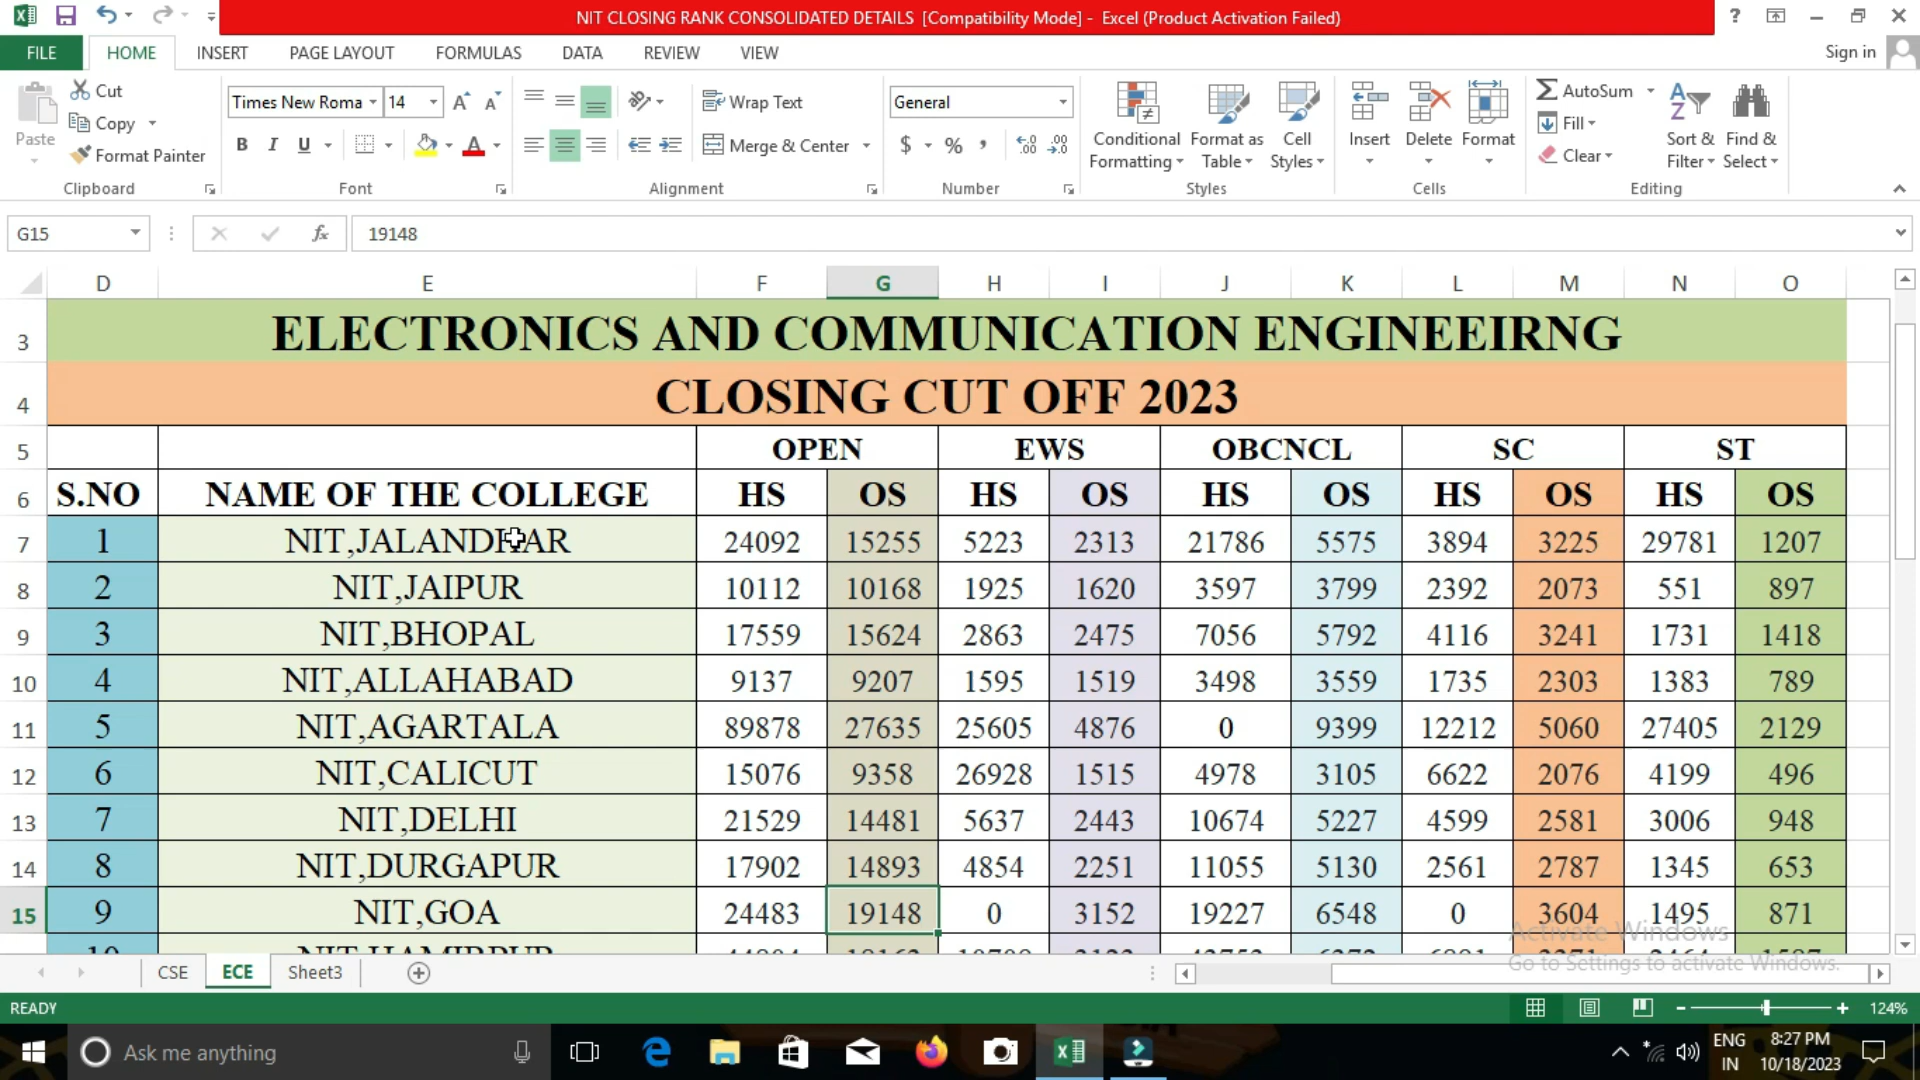 NIT CLOSING RANK CONSOLIDATED DETAILS [Compatibility Mode] - Excel (Product Activation Failed)
FILE HOME INSERT PAGE LAYOUT FORMULAS DATA REVIEW VIEW Sign in
Paste Cut Copy Format Painter
Times New Roma 14 Wrap Text Merge & Center
General $ % ,
Conditional Formatting Format as Table Cell Styles Insert Delete Format
AutoSum Fill Clear Sort & Filter Find & Select
Clipboard Font Alignment Number Styles Cells Editing
G15 fx 19148
D E F G H I J K L M N O
3 ELECTRONICS AND COMMUNICATION ENGINEEIRNG
4 CLOSING CUT OFF 2023
5 OPEN EWS OBCNCL SC ST
6 S.NO NAME OF THE COLLEGE HS OS HS OS HS OS HS OS HS OS
7 1 NIT,JALANDHAR 24092 15255 5223 2313 21786 5575 3894 3225 29781 1207
8 2 NIT,JAIPUR 10112 10168 1925 1620 3597 3799 2392 2073 551 897
9 3 NIT,BHOPAL 17559 15624 2863 2475 7056 5792 4116 3241 1731 1418
10 4 NIT,ALLAHABAD 9137 9207 1595 1519 3498 3559 1735 2303 1383 789
11 5 NIT,AGARTALA 89878 27635 25605 4876 0 9399 12212 5060 27405 2129
12 6 NIT,CALICUT 15076 9358 26928 1515 4978 3105 6622 2076 4199 496
13 7 NIT,DELHI 21529 14481 5637 2443 10674 5227 4599 2581 3006 948
14 8 NIT,DURGAPUR 17902 14893 4854 2251 11055 5130 2561 2787 1345 653
15 9 NIT,GOA 24483 19148 0 3152 19227 6548 0 3604 1495 871
Activate Windows
Go to Settings to activate Windows.
CSE ECE Sheet3
READY 124%
Ask me anything
ENG 8:27 PM
IN 10/18/2023